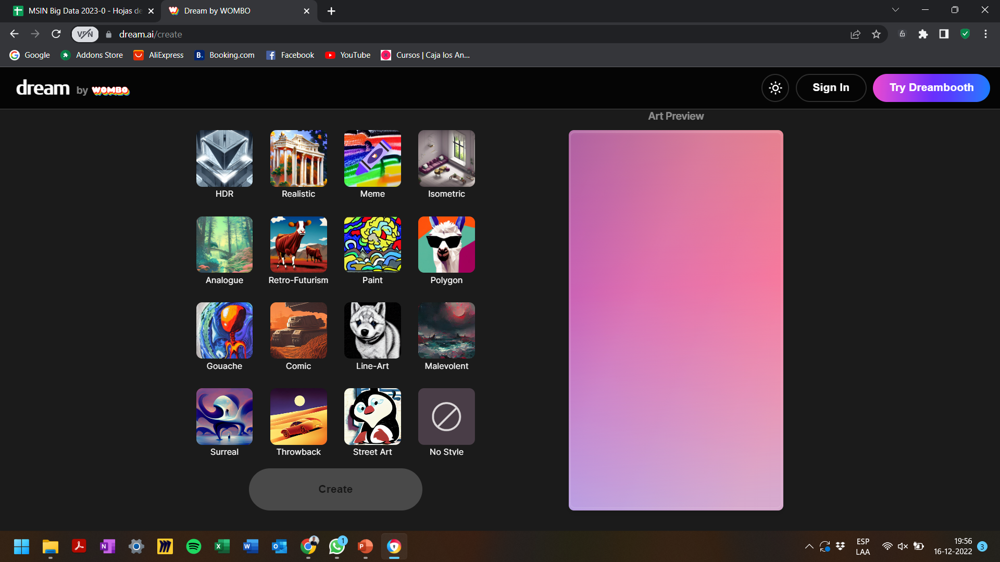 MSIN Big Data 2023-0 - Hojas de
Dream by WOMBO
VPN
dream.ai/create
Google
Addons Store
AliExpress
Booking.com
Facebook
YouTube
Cursos | Caja los An...
dream by WOMBO
Sign In
Try Dreambooth
Art Preview
HDR
Realistic
Meme
Isometric
Analogue
Retro-Futurism
Paint
Polygon
Gouache
Comic
Line-Art
Malevolent
Surreal
Throwback
Street Art
No Style
Create
1
ESP
LAA
19:56
16-12-2022
3